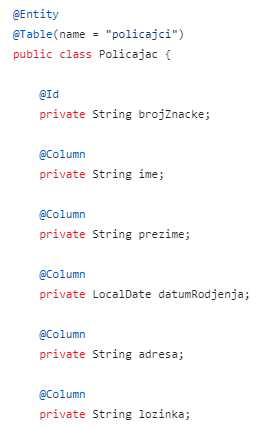 @Entity
@Table(name = "policajci")
public class Policajac {
@Id
private String brojZnacke;
@Column
private String ime;
@Column
private String prezime;
@Column
private LocalDate datumRodjenja;
@Column
private String adresa;
@Column
private String lozinka;